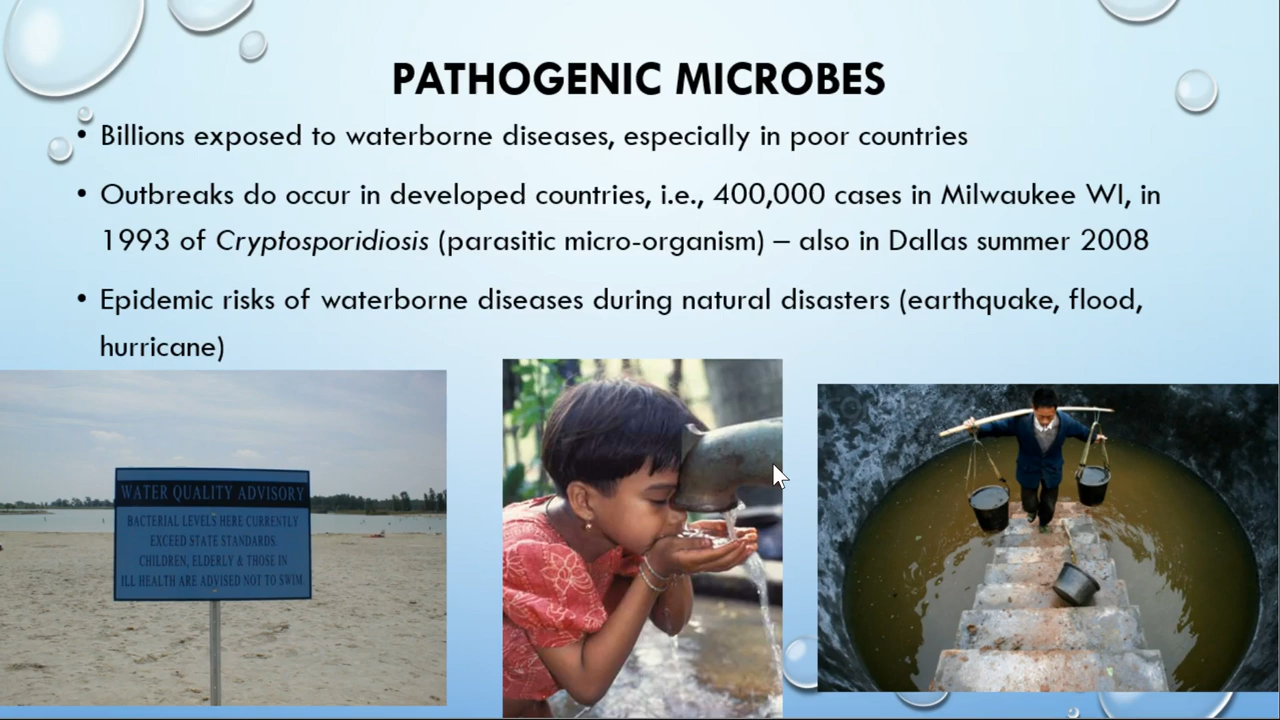 PATHOGENIC MICROBES
• Billions exposed to waterborne diseases, especially in poor countries
• Outbreaks do occur in developed countries, i.e., 400,000 cases in Milwaukee WI, in
1993 of Cryptosporidiosis (parasitic micro-organism) – also in Dallas summer 2008
• Epidemic risks of waterborne diseases during natural disasters (earthquake, flood,
hurricane)
WATER QUALITY ADVISORY
BACTERIAL LEVELS HERE CURRENTLY
EXCEED STATE STANDARDS.
CHILDREN, ELDERLY & THOSE IN
ILL HEALTH ARE ADVISED NOT TO SWIM.